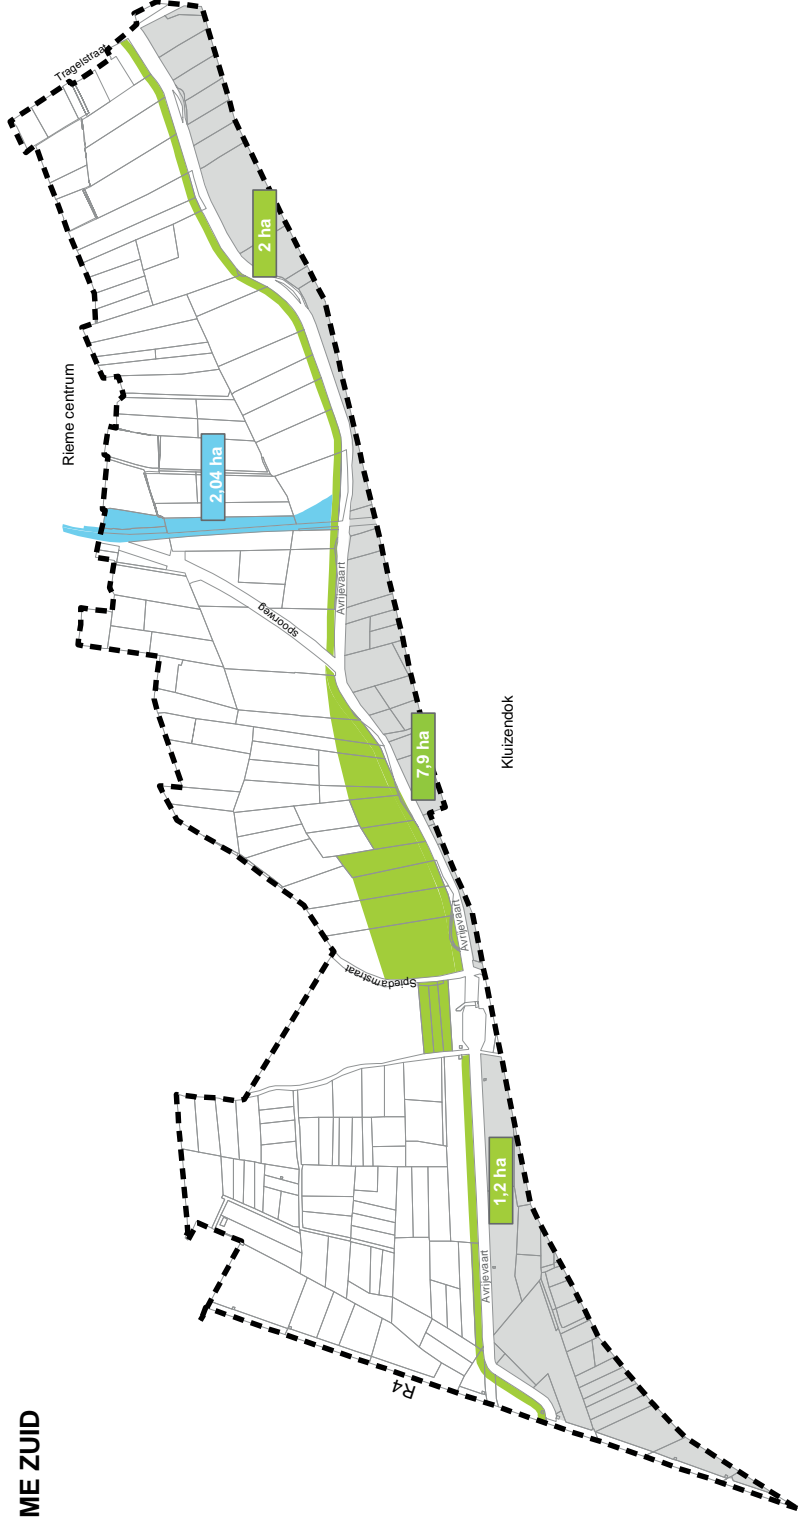 ME ZUID
Tragelstraat
Rieme centrum
2 ha
2,04 ha
Avrijevaart
spoorweg
7,9 ha
Kluizendok
Avrijevaart
Spiedamstraat
1,2 ha
Avrijevaart
R4